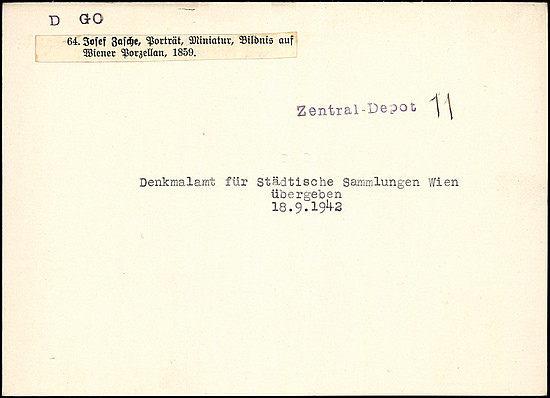 D GO
64. Josef Zasche, Porträt, Miniatur, Bildnis auf
Wiener Porzellan, 1859.
Zentral-Depot 11
Denkmalamt für Städtische Sammlungen Wien
übergeben
18.9.1942